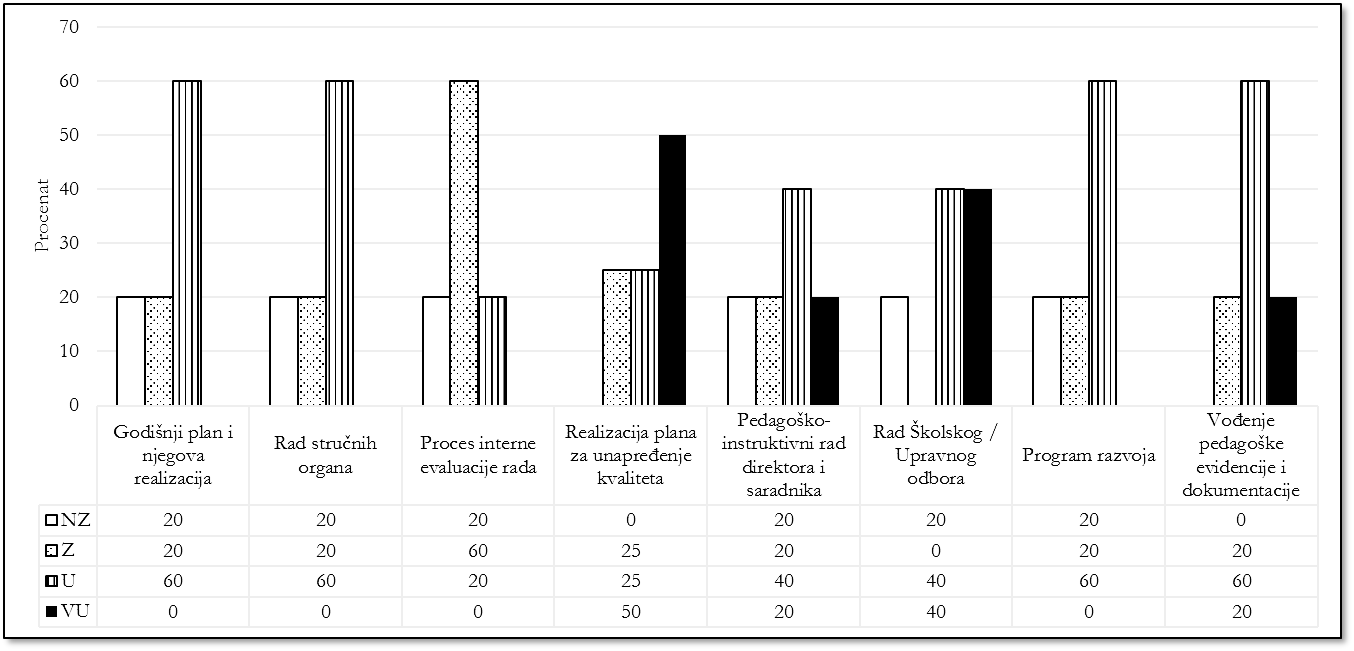 70
60
50
40
30
20
10
0
Procenat
Godišnji plan i
njegova
realizacija
Rad stručnih
organa
Proces interne
evaluacije rada
Realizacija plana
za unapređenje
kvaliteta
Pedagoško-
instruktivni rad
direktora i
saradnika
Rad Školskog /
Upravnog
odbora
Program razvoja
Vođenje
pedagoške
evidencije i
dokumentacije
NZ 20 20 20 0 20 20 20 0
Z 20 20 60 25 20 0 20 20
U 60 60 20 25 40 40 60 60
VU 0 0 0 50 20 40 0 20